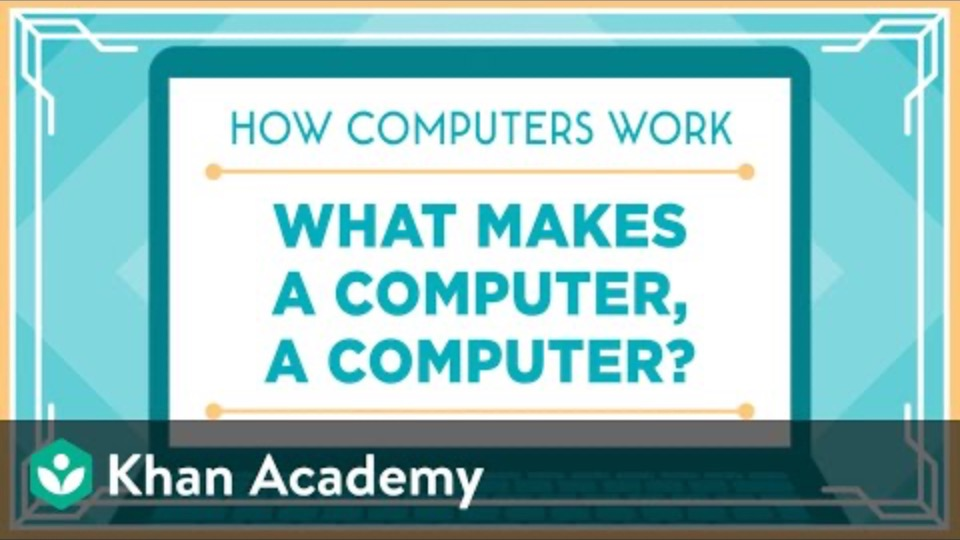 HOW COMPUTERS WORK
WHAT MAKES
A COMPUTER,
A COMPUTER?
Khan Academy